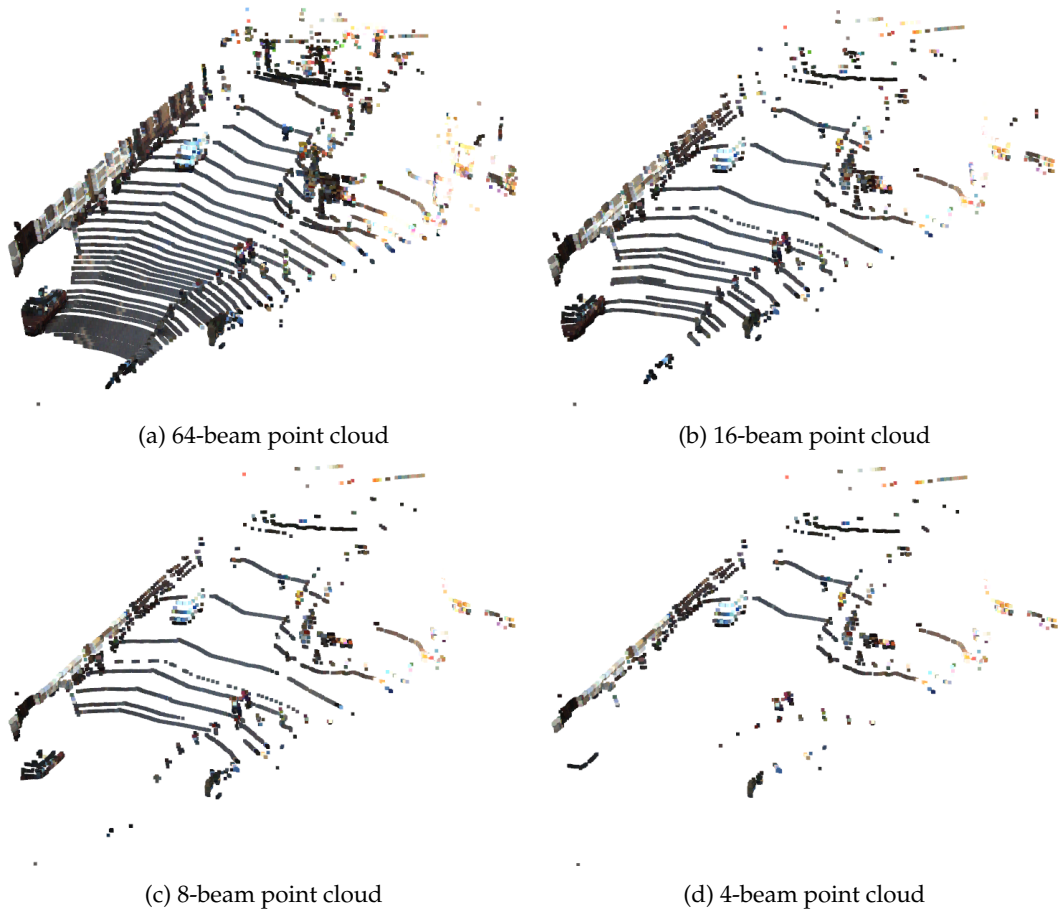 (a) 64-beam point cloud
(b) 16-beam point cloud
(c) 8-beam point cloud
(d) 4-beam point cloud